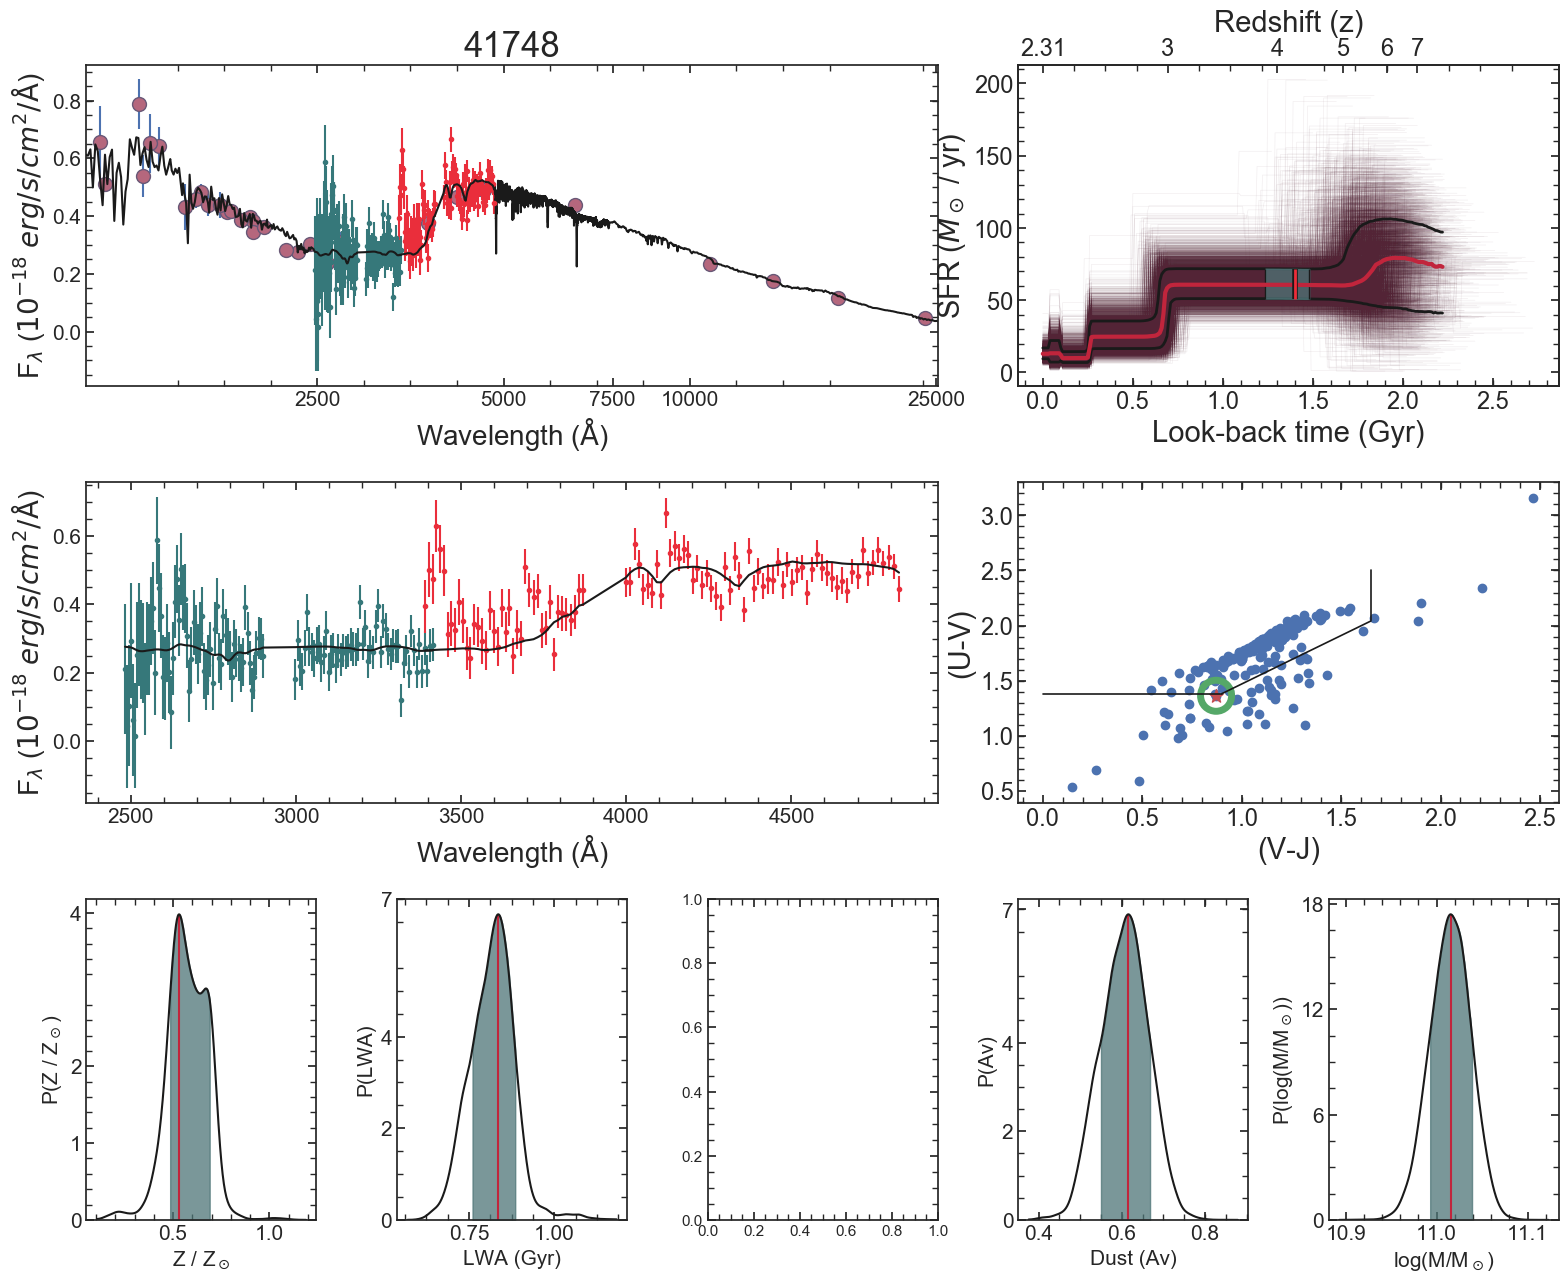 41748
F_λ (10^{-18} erg/s/cm^2/Å)
0.8
0.6
0.4
0.2
0.0
2500 5000 7500 10000 25000
Wavelength (Å)
Redshift (z)
2.31 3 4 5 6 7
SFR (M_⊙ / yr)
200
150
100
50
0
0.0 0.5 1.0 1.5 2.0 2.5
Look-back time (Gyr)
F_λ (10^{-18} erg/s/cm^2/Å)
0.6
0.4
0.2
0.0
2500 3000 3500 4000 4500
Wavelength (Å)
(U-V)
3.0
2.5
2.0
1.5
1.0
0.5
0.0 0.5 1.0 1.5 2.0 2.5
(V-J)
P(Z / Z_⊙)
4
2
1
0
0.5 1.0
Z / Z_⊙
P(LWA)
7
4
2
0
0.75 1.00
LWA (Gyr)
1.0
0.8
0.6
0.4
0.2
0.0
0.0 0.2 0.4 0.6 0.8 1.0
P(Av)
7
4
2
0
0.4 0.6 0.8
Dust (Av)
P(log(M/M_⊙))
18
12
6
0
10.9 11.0 11.1
log(M/M_⊙)